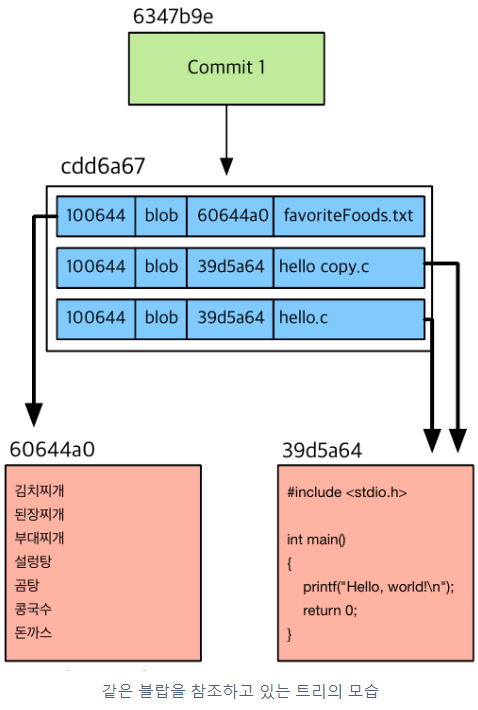 6347b9e
Commit 1
cdd6a67
100644 blob 60644a0 favoriteFoods.txt
100644 blob 39d5a64 hello copy.c
100644 blob 39d5a64 hello.c
60644a0
김치찌개
된장찌개
부대찌개
설렁탕
곰탕
콩국수
돈까스
39d5a64
#include <stdio.h>
int main()
{
printf("Hello, world!\n");
return 0;
}
같은 블랍을 참조하고 있는 트리의 모습